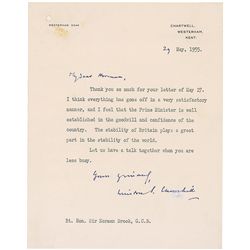 WESTERHAM 3344
CHARTWELL,
WESTERHAM,
KENT.
29 May, 1955.
My dear Norman,
Thank you so much for your letter of May 27.
I think everything has gone off in a very satisfactory
manner, and I feel that the Prime Minister is well
established in the goodwill and confidence of the
country. The stability of Britain plays a great
part in the stability of the world.
Let us have a talk together when you are
less busy.
Yours sincerely,
Winston S. Churchill
Rt. Hon. Sir Norman Brook, G.C.B.